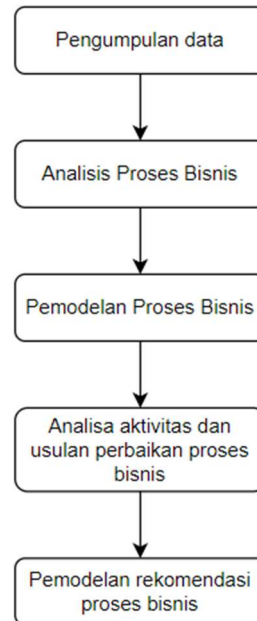 Pengumpulan data
Analisis Proses Bisnis
Pemodelan Proses Bisnis
Analisa aktivitas dan
usulan perbaikan proses
bisnis
Pemodelan rekomendasi
proses bisnis